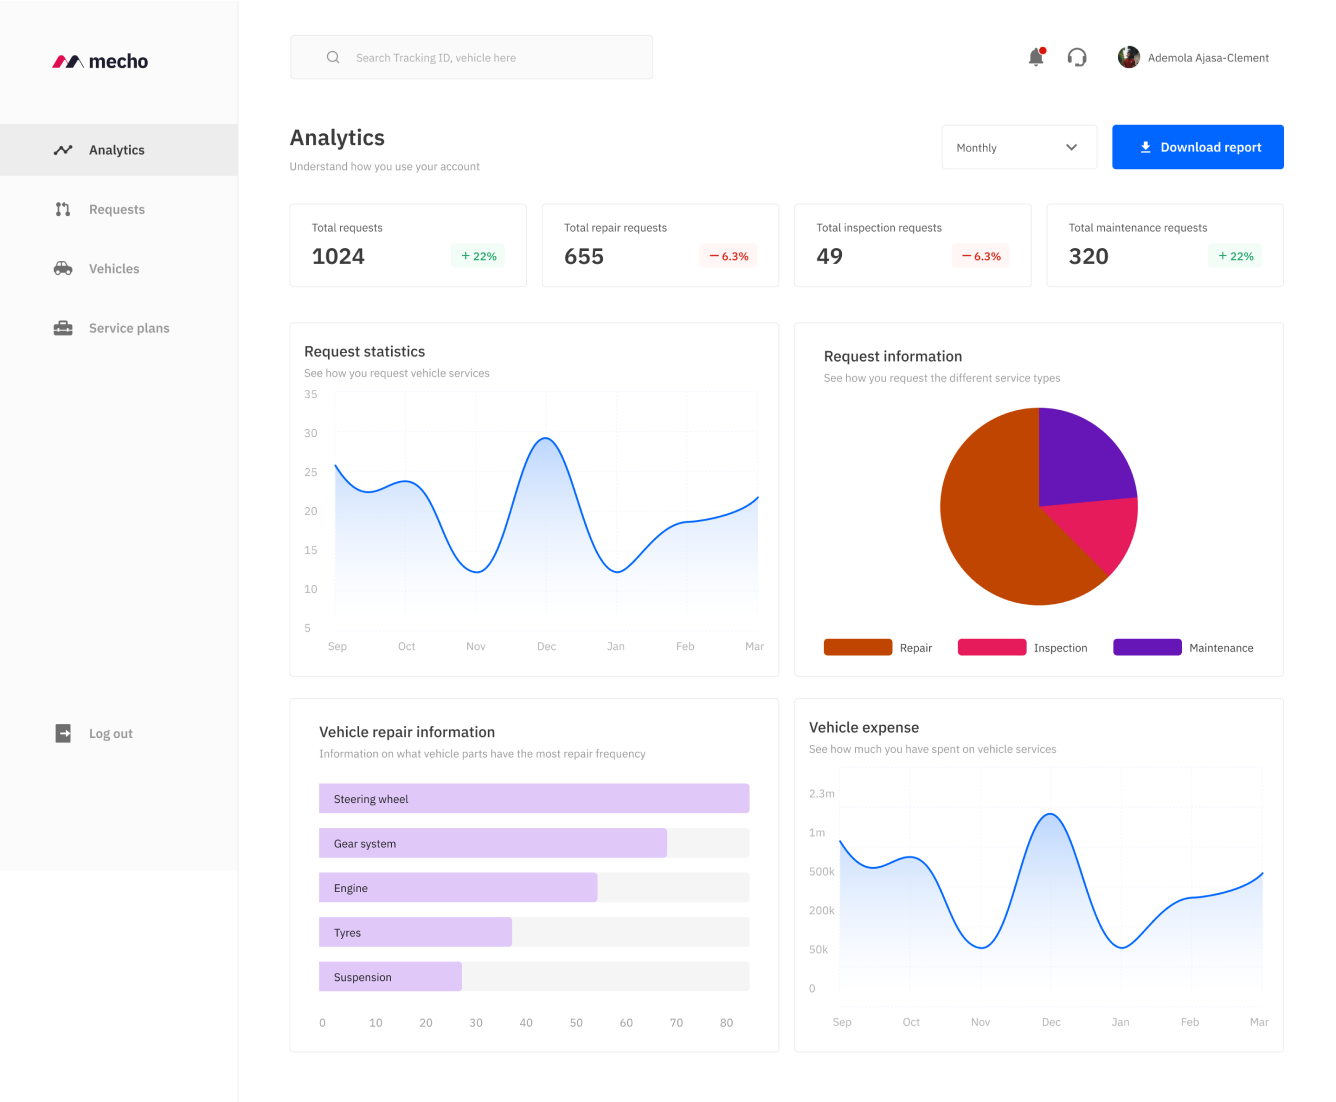 mecho
Search Tracking ID, vehicle here
Ademola Ajasa-Clement
Analytics
Requests
Vehicles
Service plans
Log out
Analytics
Understand how you use your account
Monthly
Download report
Total requests
1024
+ 22%
Total repair requests
655
− 6.3%
Total inspection requests
49
− 6.3%
Total maintenance requests
320
+ 22%
Request statistics
See how you request vehicle services
35
30
25
20
15
10
5
Sep Oct Nov Dec Jan Feb Mar
Request information
See how you request the different service types
Repair Inspection Maintenance
Vehicle repair information
Information on what vehicle parts have the most repair frequency
Steering wheel
Gear system
Engine
Tyres
Suspension
0 10 20 30 40 50 60 70 80
Vehicle expense
See how much you have spent on vehicle services
2.3m
1m
500k
200k
50k
0
Sep Oct Nov Dec Jan Feb Mar